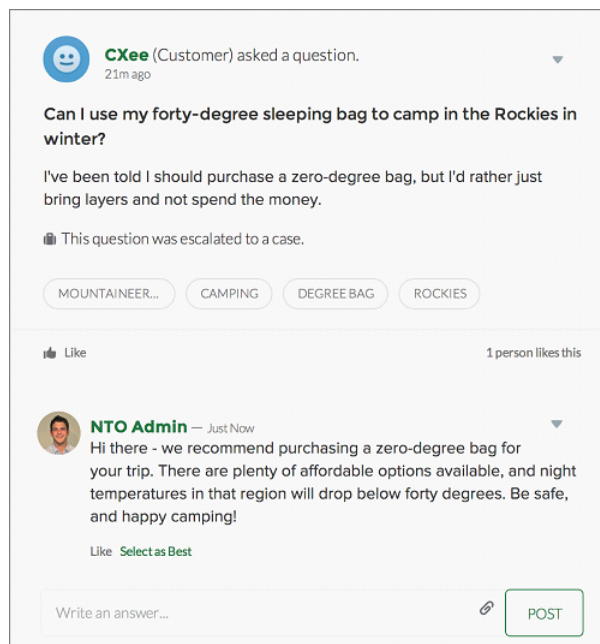 CXee (Customer) asked a question.
21m ago
Can I use my forty-degree sleeping bag to camp in the Rockies in
winter?
I've been told I should purchase a zero-degree bag, but I'd rather just
bring layers and not spend the money.
This question was escalated to a case.
MOUNTAINEER... CAMPING DEGREE BAG ROCKIES
Like 1 person likes this
NTO Admin — Just Now
Hi there - we recommend purchasing a zero-degree bag for
your trip. There are plenty of affordable options available, and night
temperatures in that region will drop below forty degrees. Be safe,
and happy camping!
Like Select as Best
Write an answer... POST